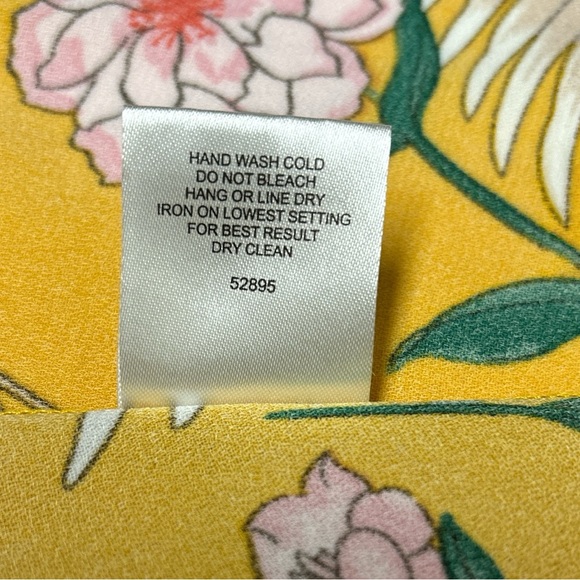 HAND WASH COLD
DO NOT BLEACH
HANG OR LINE DRY
IRON ON LOWEST SETTING
FOR BEST RESULT
DRY CLEAN
52895